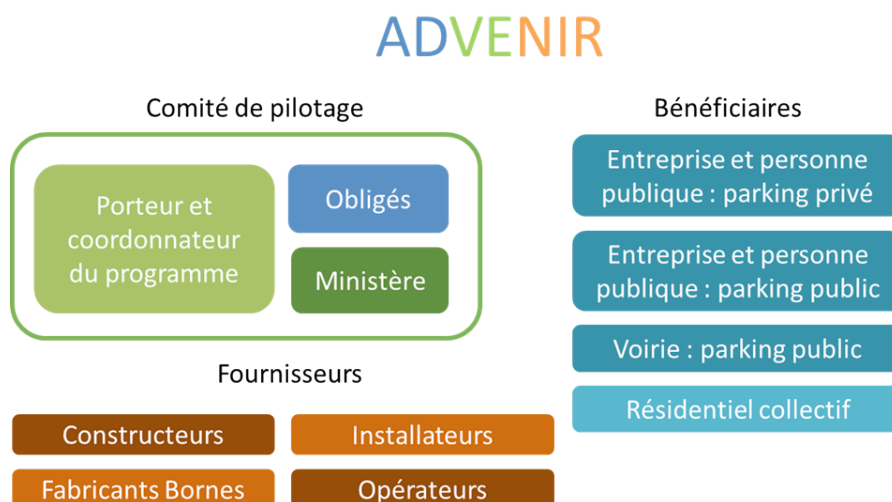 ADVENIR
Comité de pilotage
Porteur et
coordonnateur
du programme
Obligés
Ministère
Fournisseurs
Constructeurs
Installateurs
Fabricants Bornes
Opérateurs
Bénéficiaires
Entreprise et personne
publique : parking privé
Entreprise et personne
publique : parking public
Voirie : parking public
Résidentiel collectif